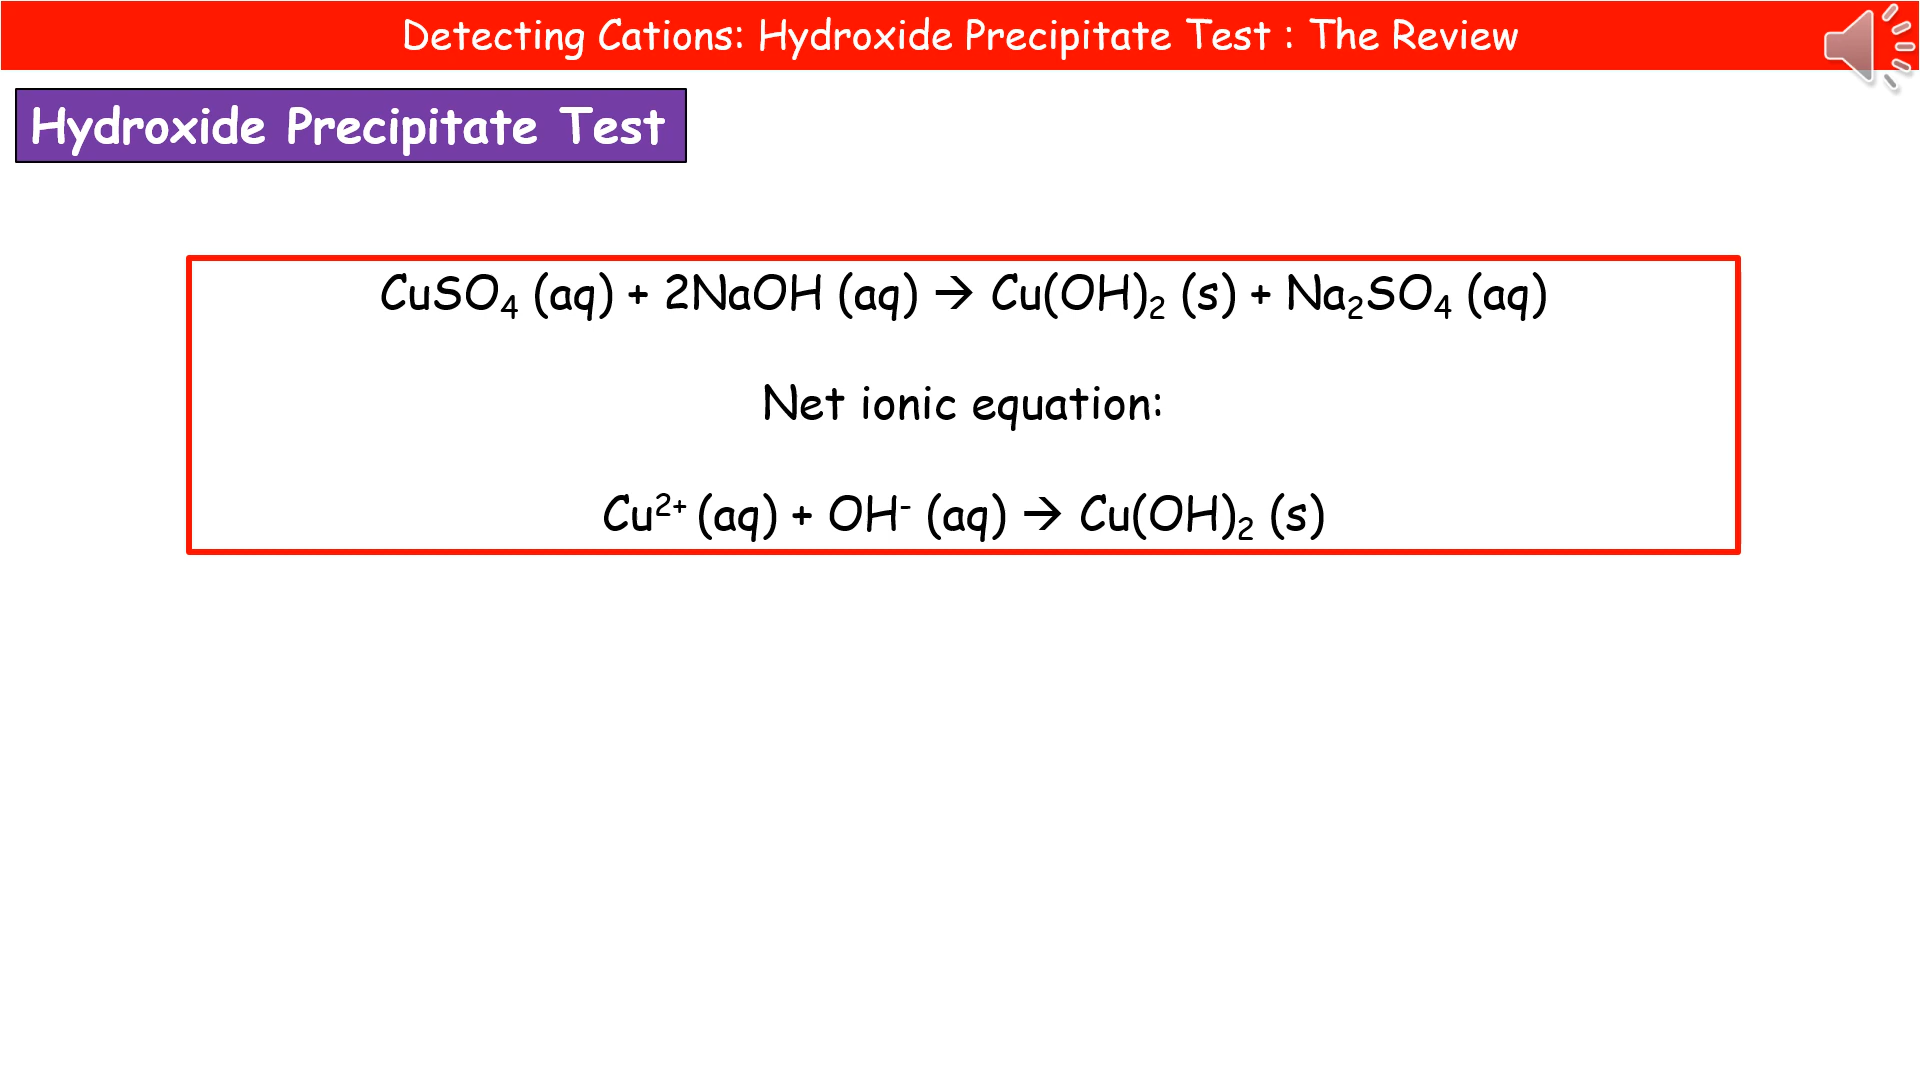 Detecting Cations: Hydroxide Precipitate Test : The Review
Hydroxide Precipitate Test
CuSO₄ (aq) + 2NaOH (aq) → Cu(OH)₂ (s) + Na₂SO₄ (aq)
Net ionic equation:
Cu²⁺ (aq) + OH⁻ (aq) → Cu(OH)₂ (s)